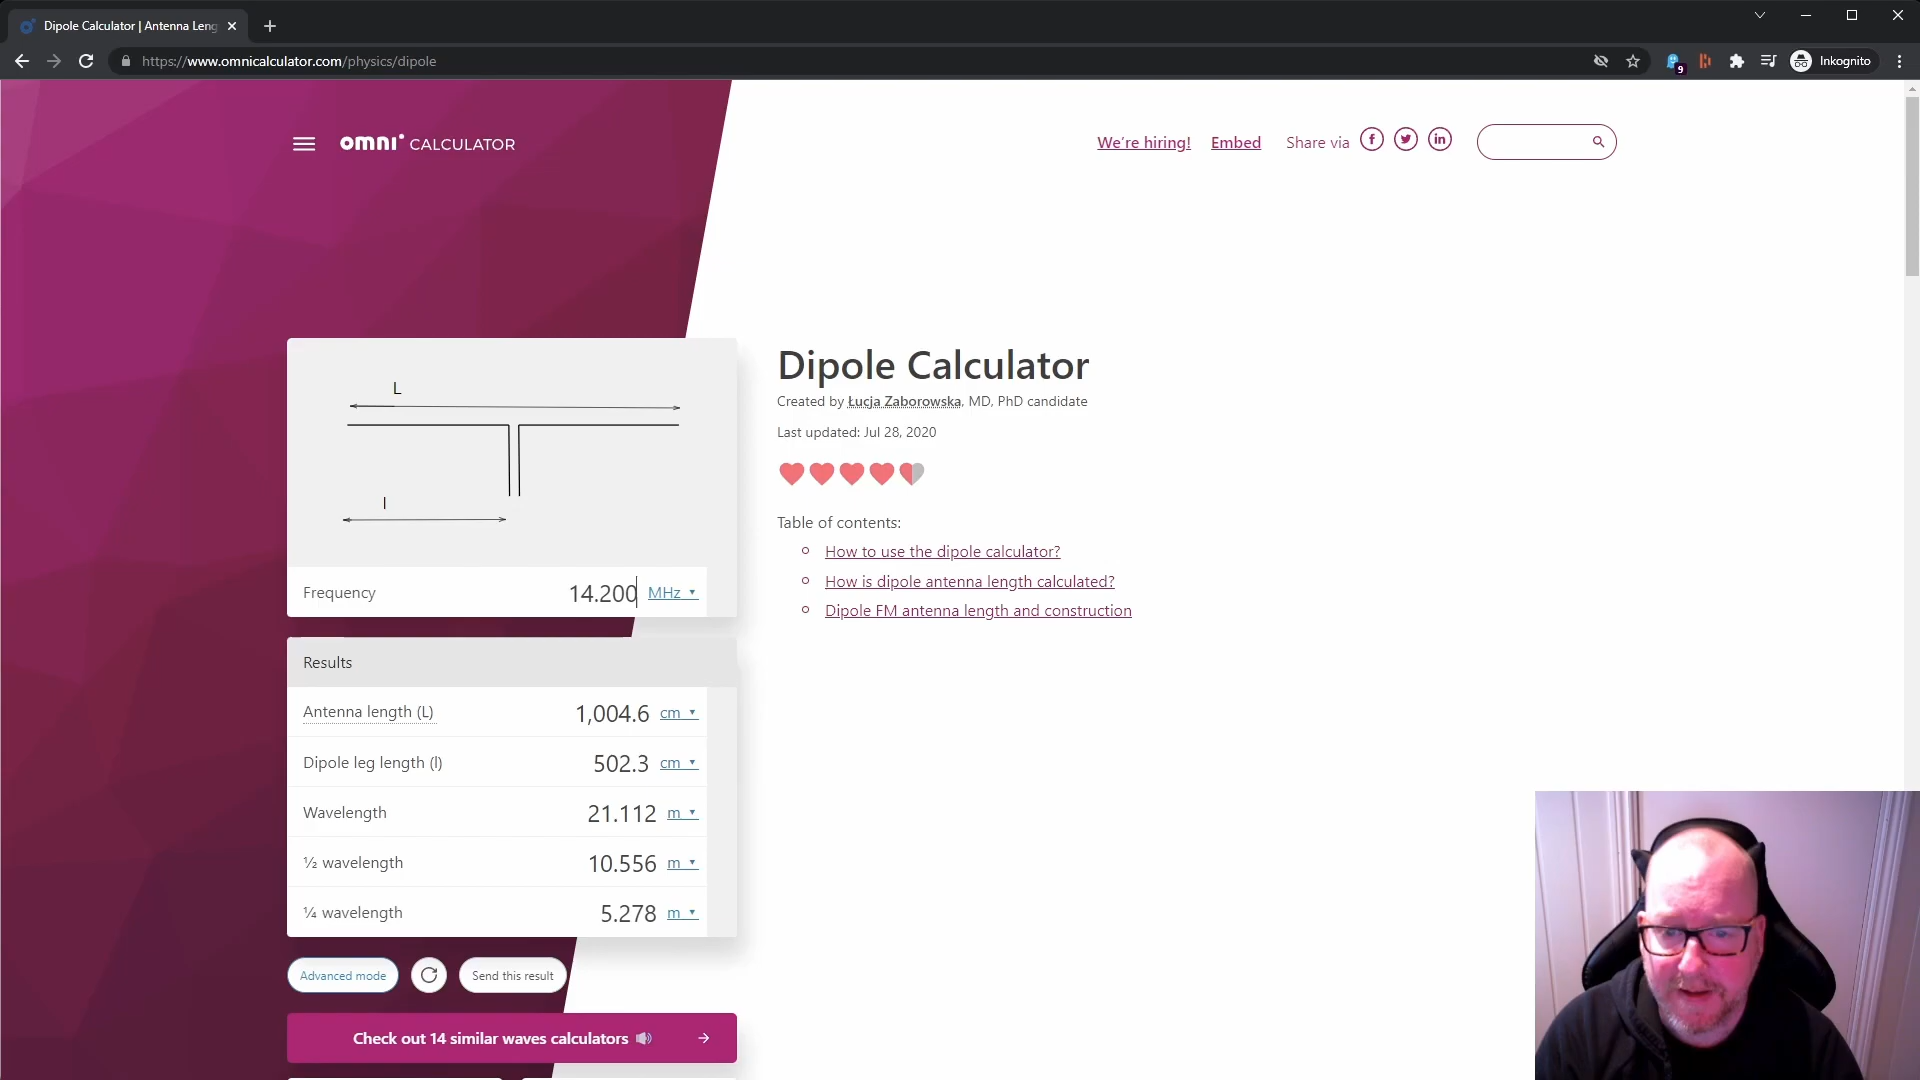 Dipole Calculator | Antenna Leng
https://www.omnicalculator.com/physics/dipole
9
Inkognito
omni CALCULATOR
We're hiring!
Embed
Share via
f
in
L
l
Frequency
14.200
MHz
Results
Antenna length (L)
1,004.6 cm
Dipole leg length (l)
502.3 cm
Wavelength
21.112 m
½ wavelength
10.556 m
¼ wavelength
5.278 m
Advanced mode
Send this result
Check out 14 similar waves calculators
Dipole Calculator
Created by Łucja Zaborowska, MD, PhD candidate
Last updated: Jul 28, 2020
Table of contents:
How to use the dipole calculator?
How is dipole antenna length calculated?
Dipole FM antenna length and construction